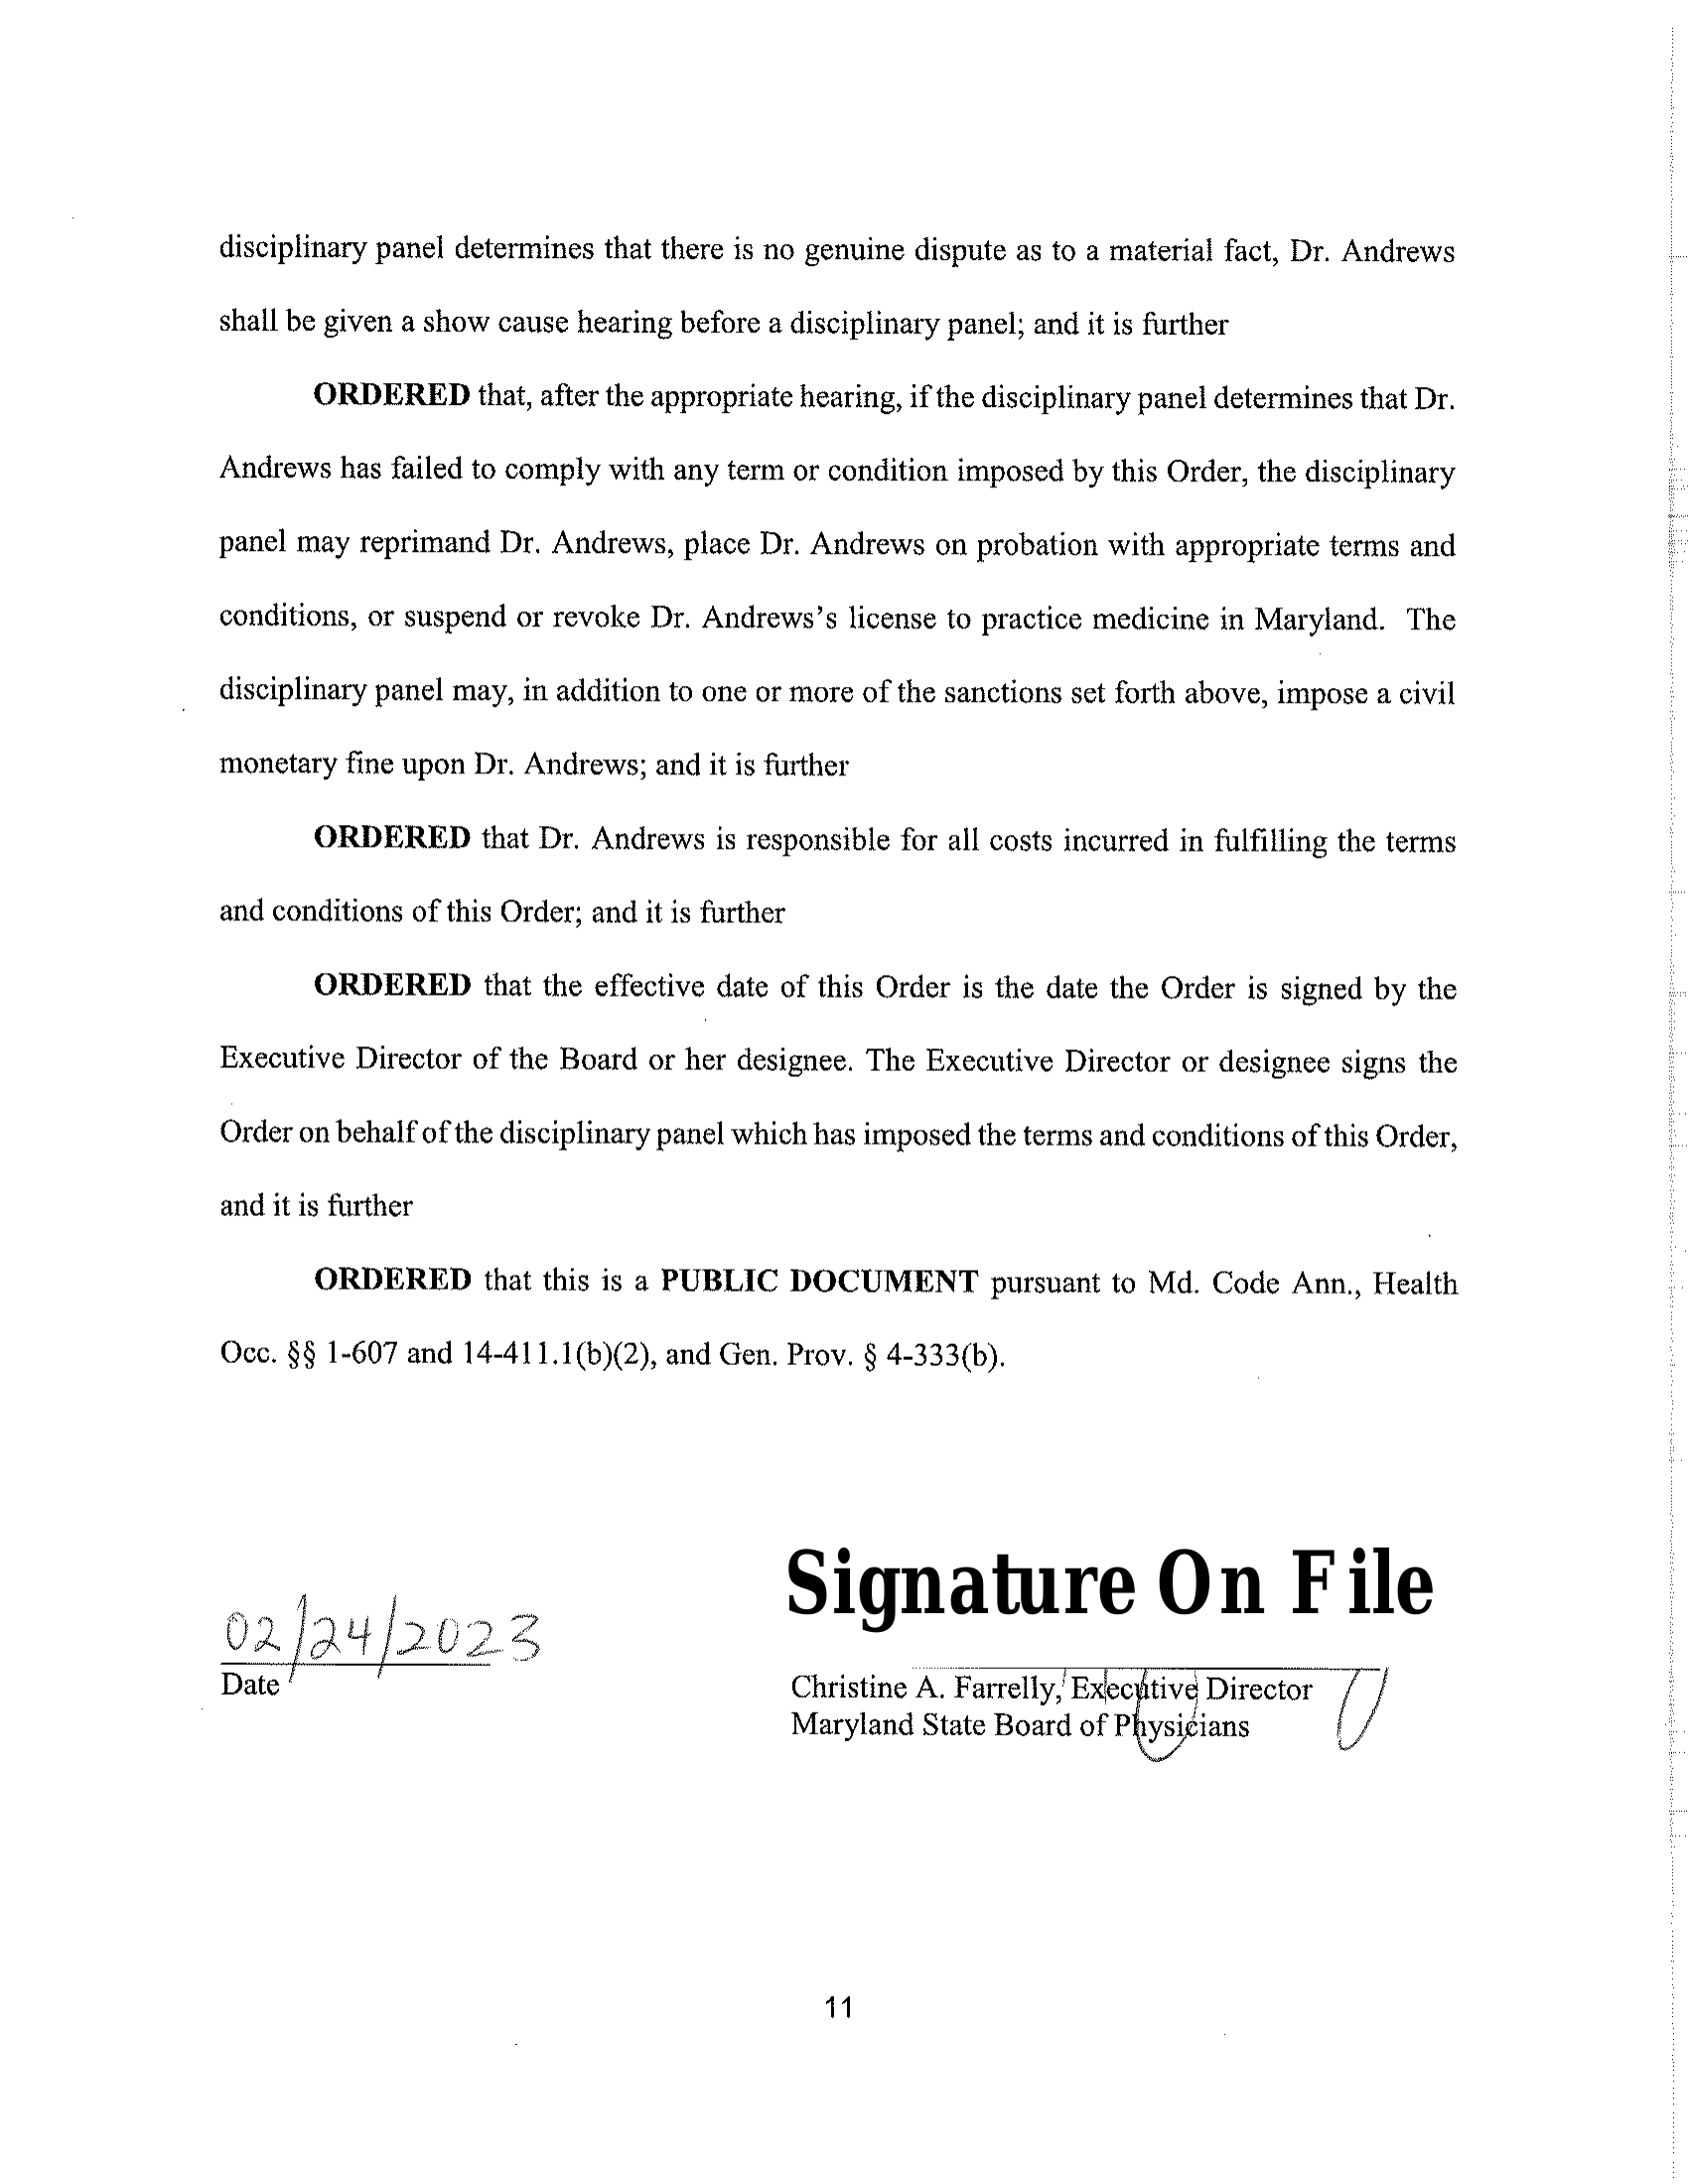 disciplinary panel determines that there is no genuine dispute as to a material fact, Dr. Andrews
shall be given a show cause hearing before a disciplinary panel; and it is further
ORDERED that, after the appropriate hearing, if the disciplinary panel determines that Dr.
Andrews has failed to comply with any term or condition imposed by this Order, the disciplinary
panel may reprimand Dr. Andrews, place Dr. Andrews on probation with appropriate terms and
conditions, or suspend or revoke Dr. Andrews's license to practice medicine in Maryland. The
disciplinary panel may, in addition to one or more of the sanctions set forth above, impose a civil
monetary fine upon Dr. Andrews; and it is further
ORDERED that Dr. Andrews is responsible for all costs incurred in fulfilling the terms
and conditions of this Order; and it is further
ORDERED that the effective date of this Order is the date the Order is signed by the
Executive Director of the Board or her designee. The Executive Director or designee signs the
Order on behalf of the disciplinary panel which has imposed the terms and conditions of this Order,
and it is further
ORDERED that this is a PUBLIC DOCUMENT pursuant to Md. Code Ann., Health
Occ. §§ 1-607 and 14-411.1(b)(2), and Gen. Prov. § 4-333(b).
02/24/2023
Date
Signature On File
Christine A. Farrelly, Executive Director
Maryland State Board of Physicians
11